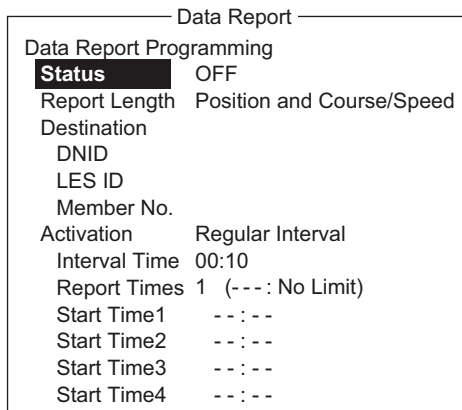 Data Report
Data Report Programming
Status OFF
Report Length Position and Course/Speed
Destination
DNID
LES ID
Member No.
Activation Regular Interval
Interval Time 00:10
Report Times 1 (---: No Limit)
Start Time1 --:--
Start Time2 --:--
Start Time3 --:--
Start Time4 --:--